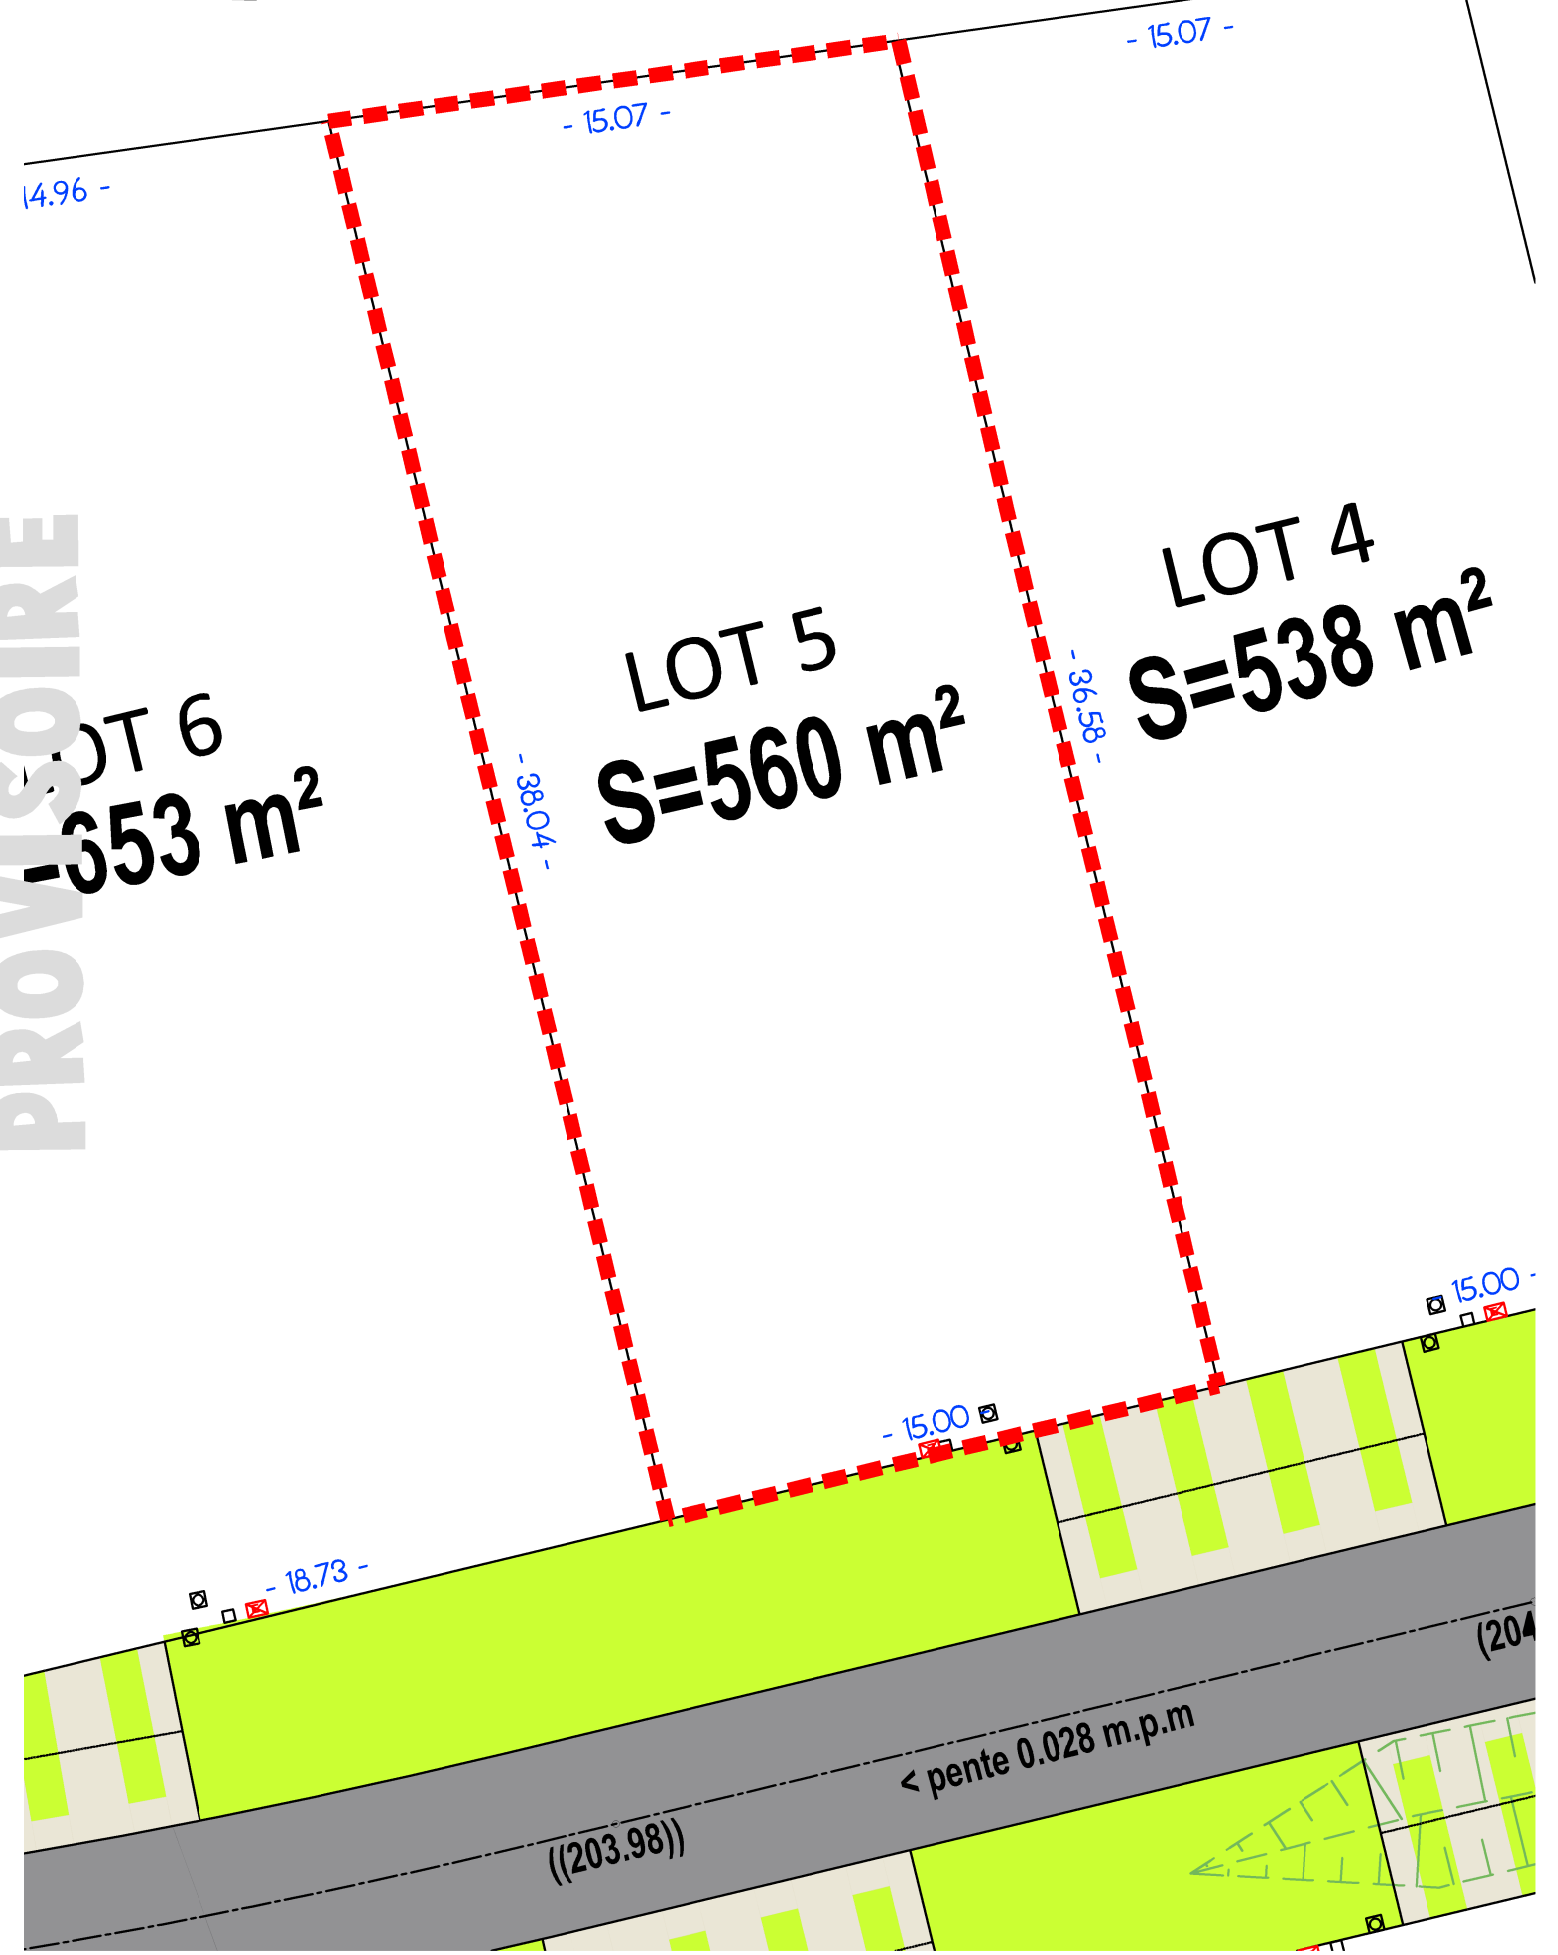 - 15.07 -
- 15.07 -
14.96 -
LOT 4
S=538 m²
LOT 5
S=560 m²
- 36.58 -
LOT 6
653 m²
- 38.04 -
PROVISOIRE
15.00 -
- 15.00 -
- 18.73 -
(204
< pente 0.028 m.p.m
((203.98))